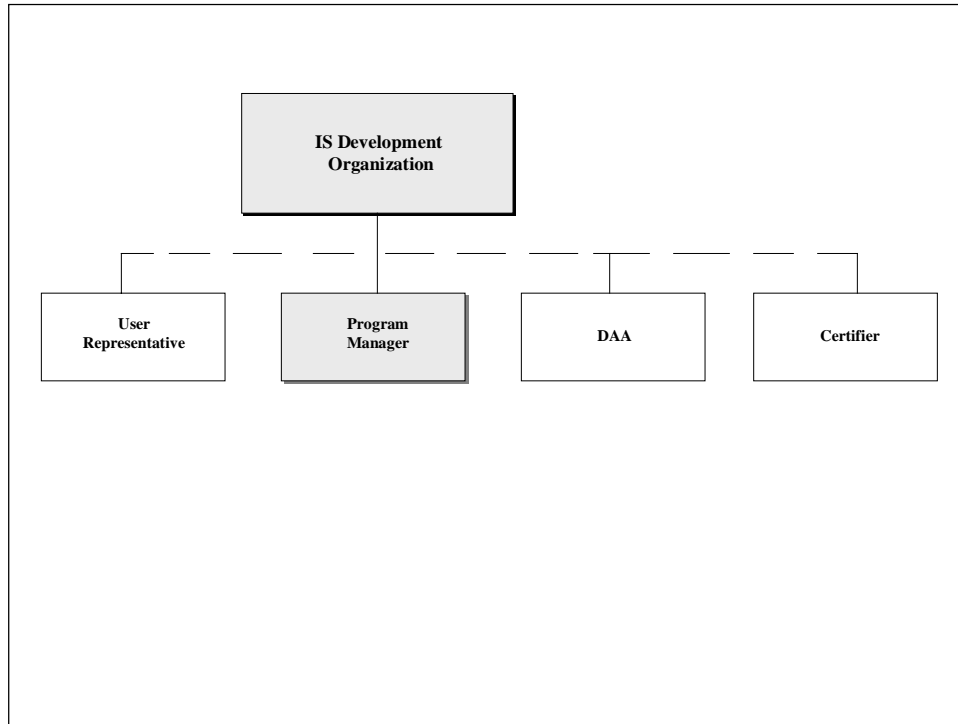 IS Development
Organization
User
Representative
Program
Manager
DAA
Certifier